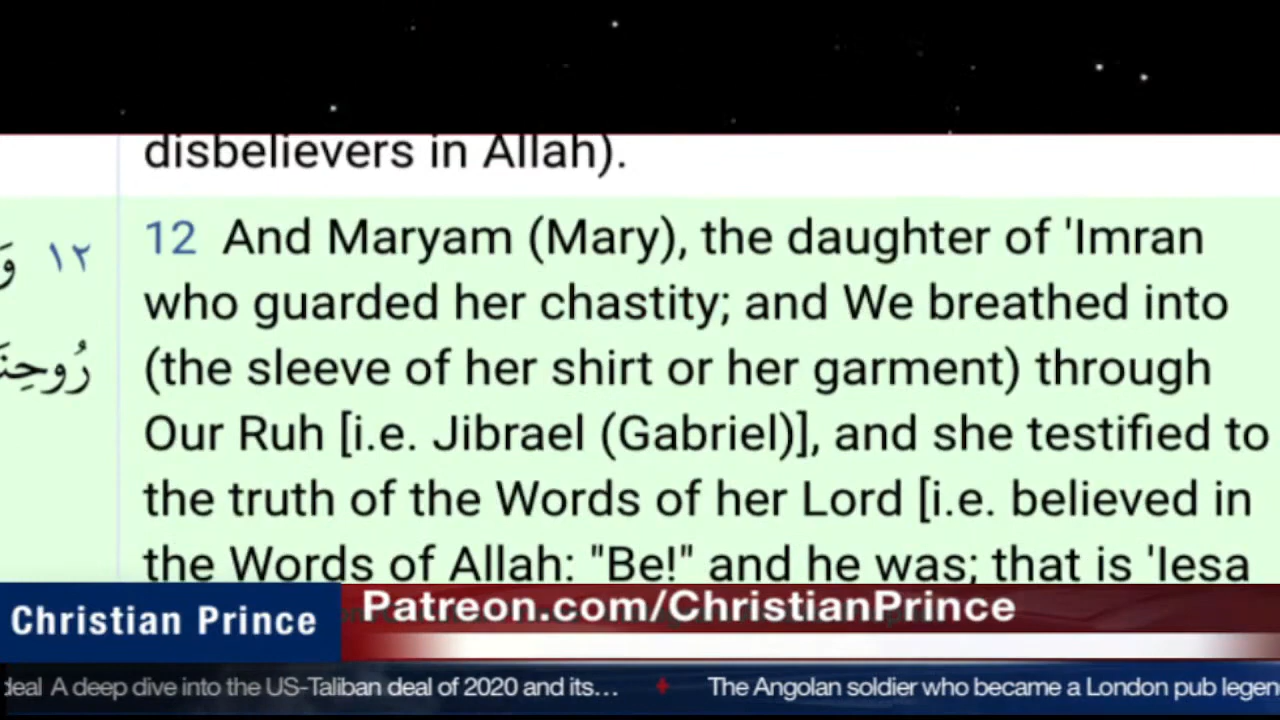 disbelievers in Allah).
12 And Maryam (Mary), the daughter of 'Imran
who guarded her chastity; and We breathed into
(the sleeve of her shirt or her garment) through
Our Ruh [i.e. Jibrael (Gabriel)], and she testified to
the truth of the Words of her Lord [i.e. believed in
the Words of Allah: "Be!" and he was; that is 'Iesa
١٢
Christian Prince
Patreon.com/ChristianPrince
deal A deep dive into the US-Taliban deal of 2020 and its... + The Angolan soldier who became a London pub legen